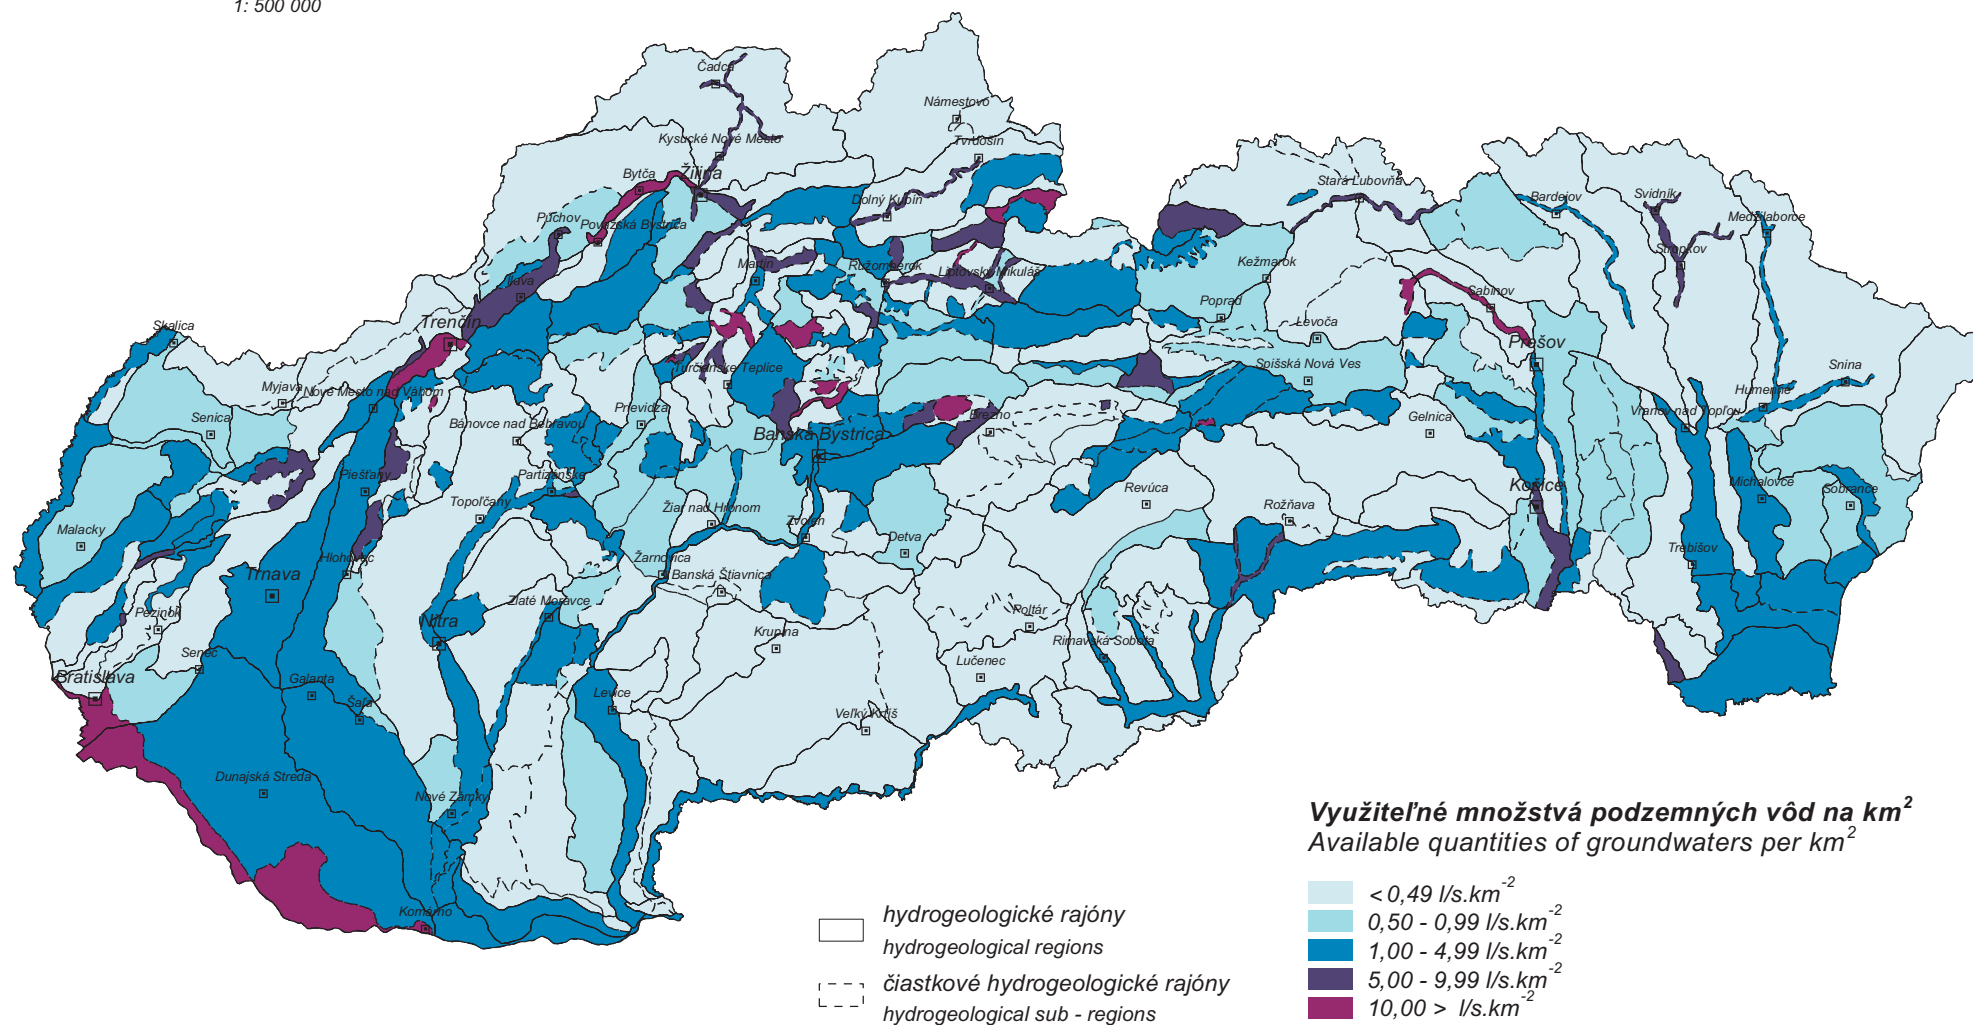 1: 500 000
Čadca
Námestovo
Kysucké Nové Mesto
Tvrdošín
Bytča
Žilina
Stará Ľubovňa
Bardejov
Svidník
Dolný Kubín
Medzilaborce
Púchov
Považská Bystrica
Stropkov
Martin
Ružomberok
Liptovský Mikuláš
Kežmarok
Ilava
Poprad
Sabinov
Skalica
Trenčín
Levoča
Prešov
Turčianske Teplice
Spišská Nová Ves
Snina
Myjava
Nové Mesto nad Váhom
Humenné
Prievidza
Brezno
Gelnica
Vranov nad Topľou
Senica
Bánovce nad Bebravou
Banská Bystrica
Piešťany
Partizánske
Revúca
Košice
Michalovce
Sobrance
Topoľčany
Žiar nad Hronom
Rožňava
Malacky
Zvolen
Detva
Trebišov
Hlohovec
Žarnovica
Trnava
Banská Štiavnica
Pezinok
Zlaté Moravce
Poltár
Nitra
Krupina
Rimavská Sobota
Senec
Lučenec
Bratislava
Galanta
Levice
Šaľa
Veľký Krtíš
Dunajská Streda
Nové Zámky
Komárno
Využiteľné množstvá podzemných vôd na km²
Available quantities of groundwaters per km²
< 0,49 l/s.km⁻²
0,50 - 0,99 l/s.km⁻²
1,00 - 4,99 l/s.km⁻²
5,00 - 9,99 l/s.km⁻²
10,00 > l/s.km⁻²
hydrogeologické rajóny
hydrogeological regions
čiastkové hydrogeologické rajóny
hydrogeological sub - regions